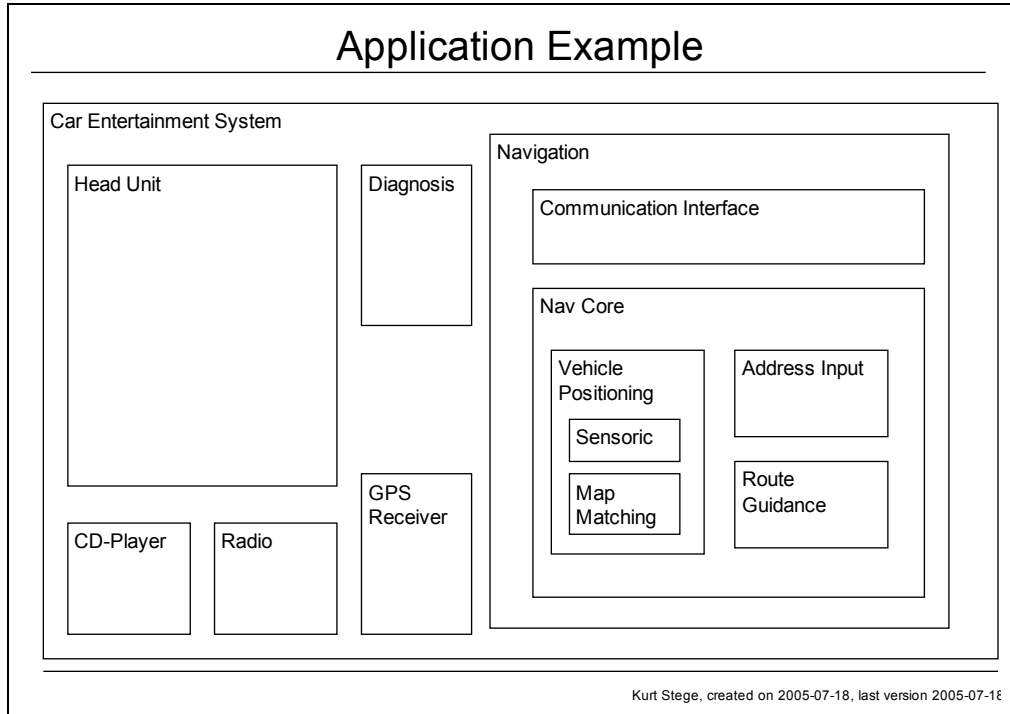 Application Example
Car Entertainment System
Head Unit
Diagnosis
Navigation
Communication Interface
Nav Core
Vehicle
Positioning
Sensoric
Map
Matching
Address Input
Route
Guidance
GPS
Receiver
CD-Player
Radio
Kurt Stege, created on 2005-07-18, last version 2005-07-18